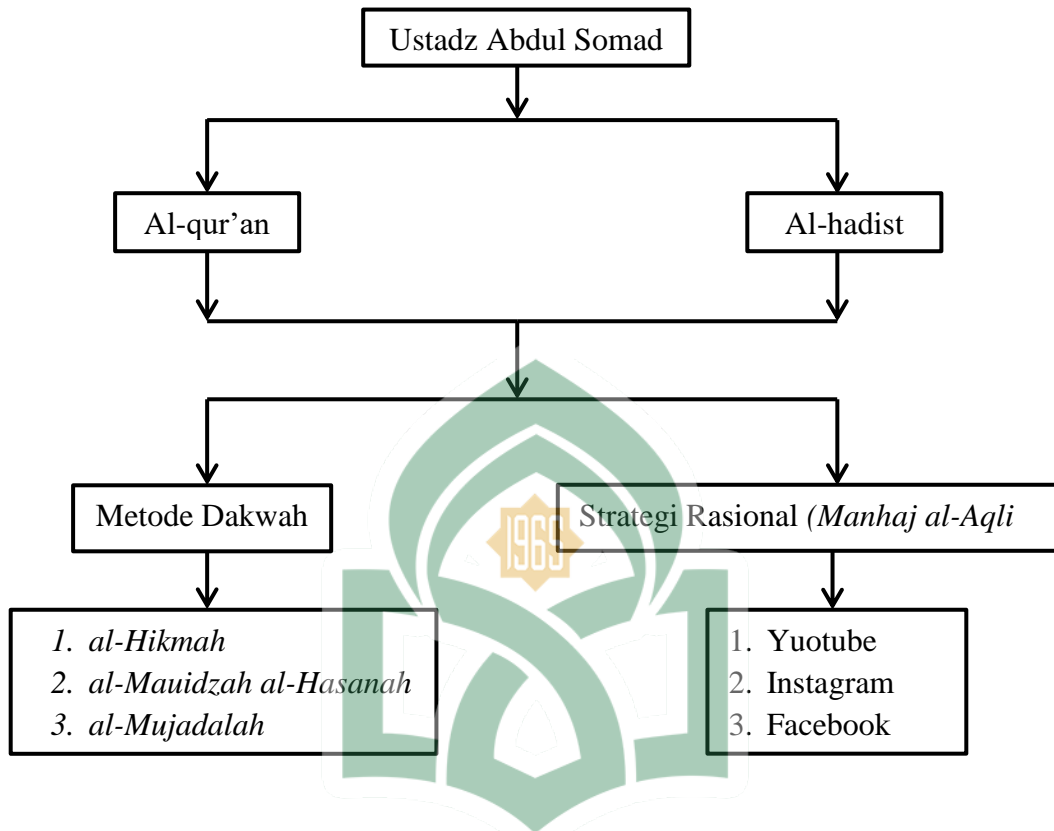 Ustadz Abdul Somad
Al-qur’an
Al-hadist
Metode Dakwah
Strategi Rasional (Manhaj al-Aqli
1. al-Hikmah
2. al-Mauidzah al-Hasanah
3. al-Mujadalah
1. Yuotube
2. Instagram
3. Facebook
1965